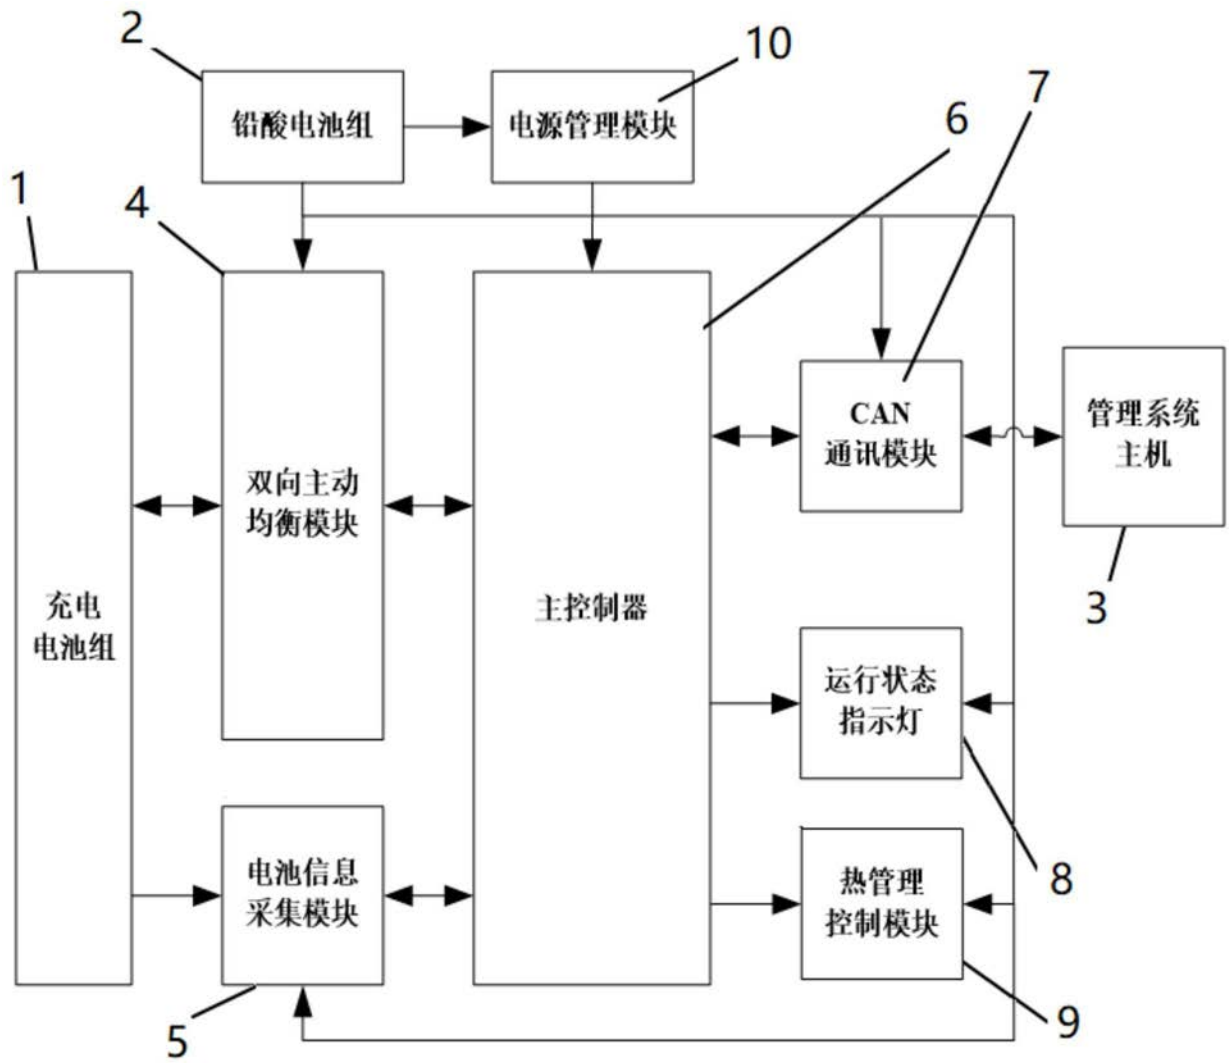 2
10
7
6
铅酸电池组
电源管理模块
1
4
CAN
通讯模块
管理系统
主机
双向主动
均衡模块
3
充电
电池组
主控制器
运行状态
指示灯
电池信息
采集模块
热管理
控制模块
8
5
9